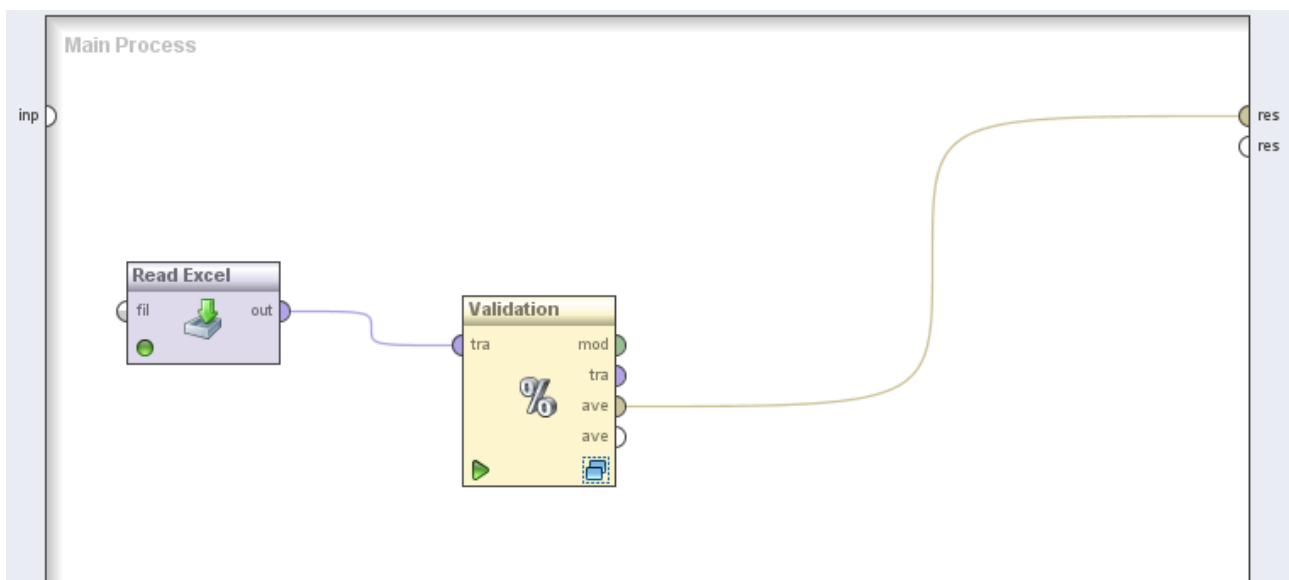 Main Process
inp
res
res
Read Excel
fil
out
Validation
tra
mod
tra
ave
ave
%